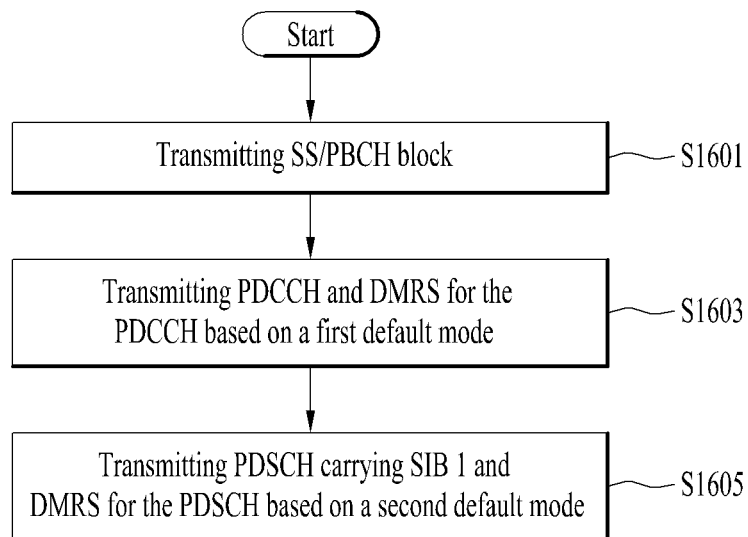 Start
Transmitting SS/PBCH block
S1601
Transmitting PDCCH and DMRS for the
PDCCH based on a first default mode
S1603
Transmitting PDSCH carrying SIB 1 and
DMRS for the PDSCH based on a second default mode
S1605